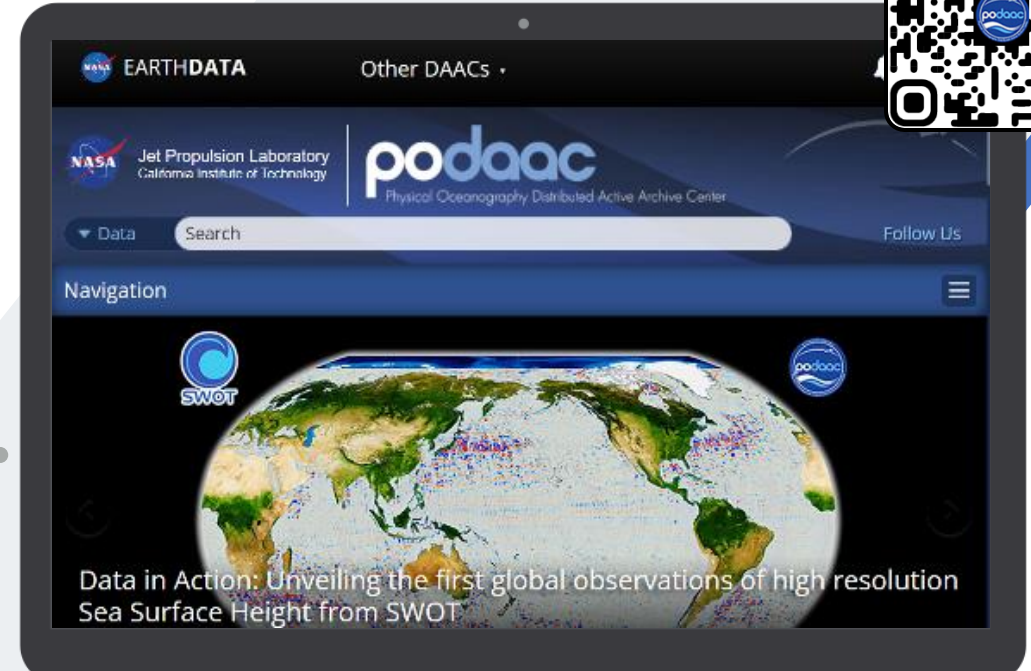 podaac
NASA EARTHDATA
Other DAACs
NASA
Jet Propulsion Laboratory
California Institute of Technology
podaac
Physical Oceanography Distributed Active Archive Center
Data
Search
Follow Us
Navigation
SWOT
podaac
Data in Action: Unveiling the first global observations of high resolution
Sea Surface Height from SWOT